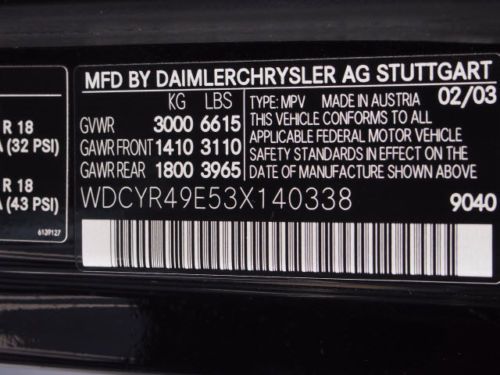 MFD BY DAIMLERCHRYSLER AG STUTTGART
KG LBS TYPE: MPV MADE IN AUSTRIA 02/03
GVWR 3000 6615 THIS VEHICLE CONFORMS TO ALL
GAWR FRONT 1410 3110 APPLICABLE FEDERAL MOTOR VEHICLE
GAWR REAR 1800 3965 SAFETY STANDARDS IN EFFECT ON THE
DATE OF MANUFACTURE SHOWN ABOVE
WDCYR49E53X140338 9040
R 18
(32 PSI)
R 18
(43 PSI)
6139127